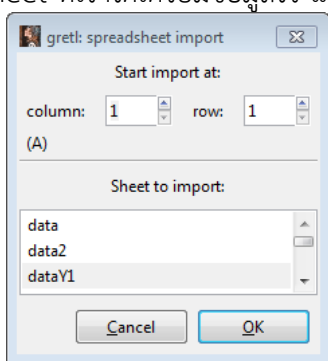 gretl: spreadsheet import
Start import at:
column: 1 row: 1
(A)
Sheet to import:
data
data2
dataY1
Cancel OK